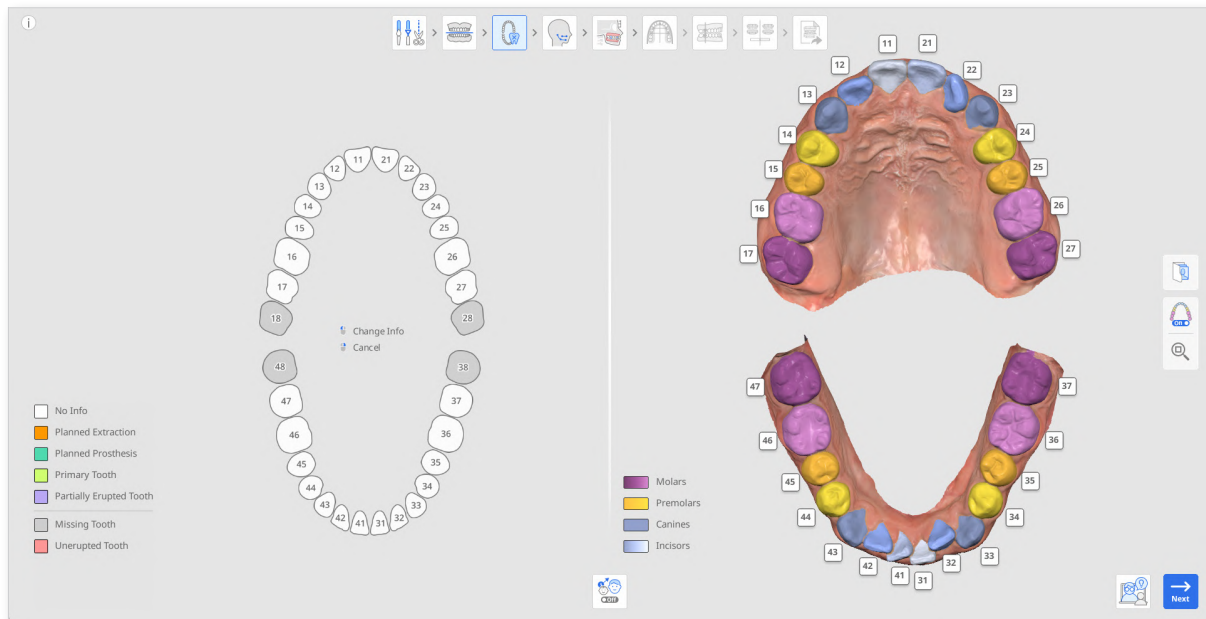 i
11 21
12 22
13 23
14 24
15 25
16 26
17 27
18 28
Change Info
Cancel
48 38
47 37
46 36
45 35
44 34
43 33
42 41 31 32
No Info
Planned Extraction
Planned Prosthesis
Primary Tooth
Partially Erupted Tooth
Missing Tooth
Unerupted Tooth
11 21
12 22
13 23
14 24
15 25
16 26
17 27
47 37
46 36
45 35
44 34
43 33
42 32
41 31
Molars
Premolars
Canines
Incisors
Off
On
Next